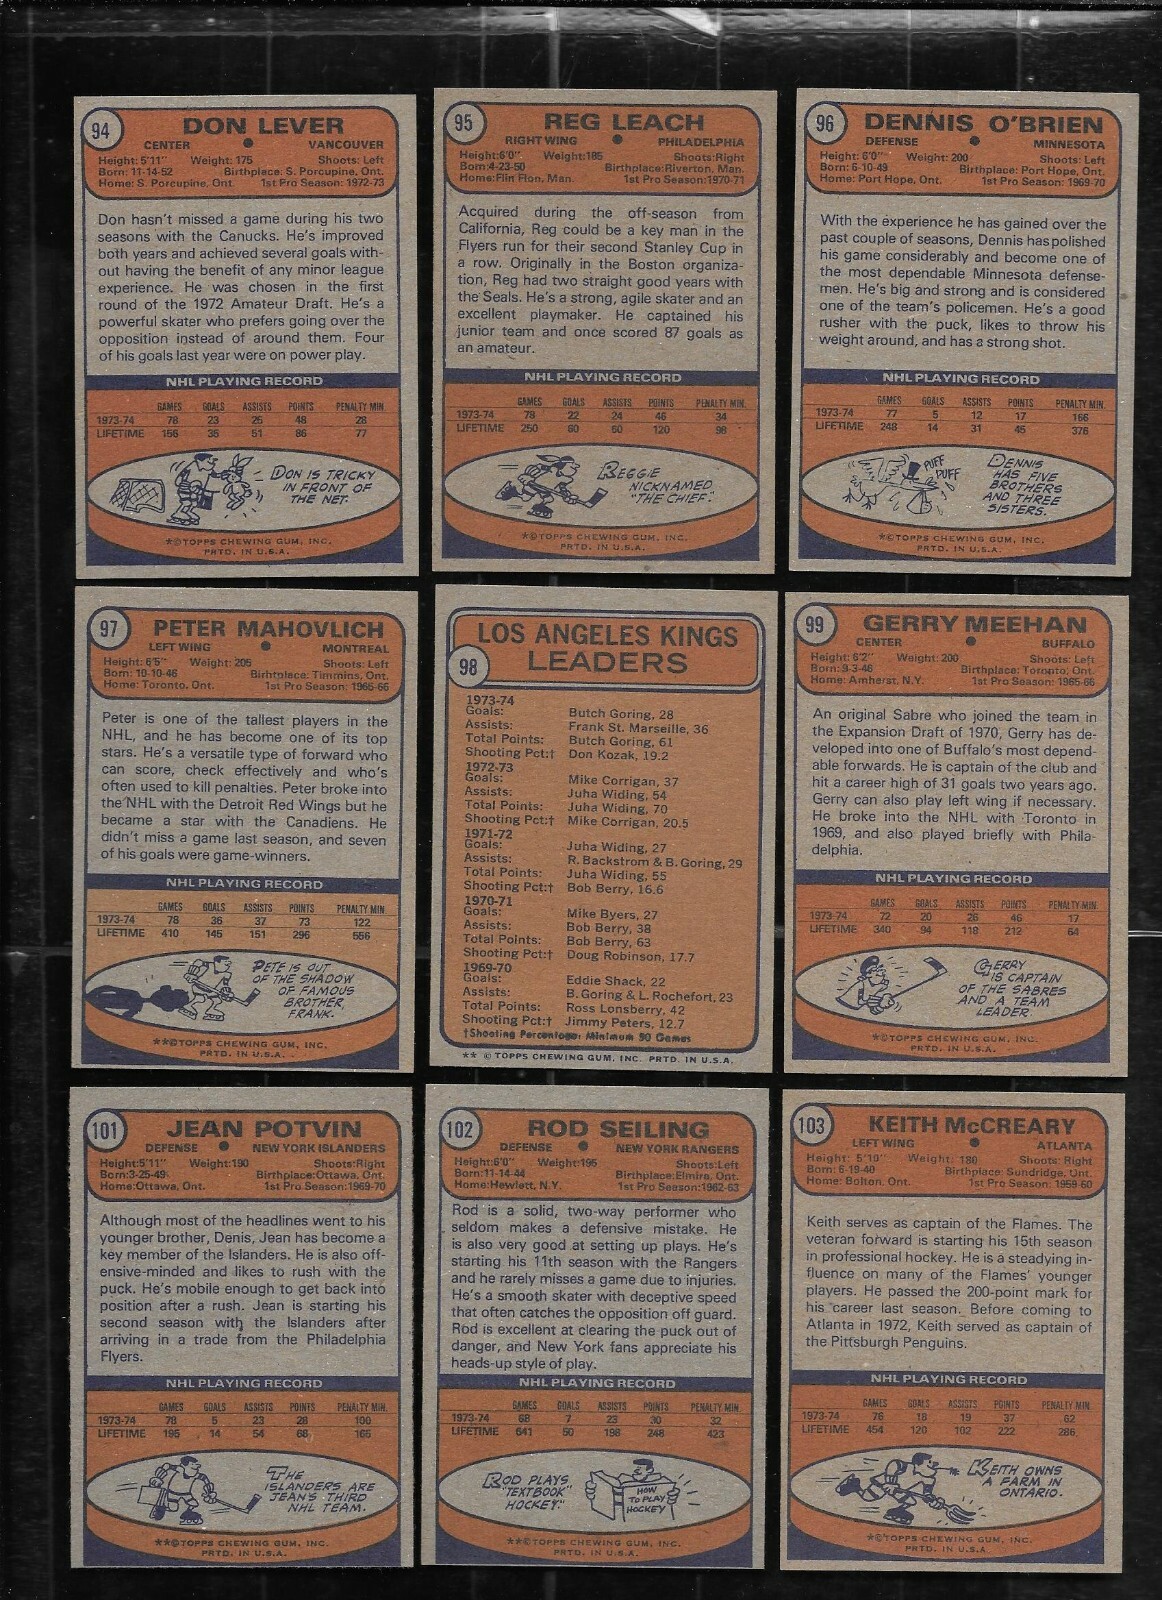 94
DON LEVER
CENTER ● VANCOUVER
Height: 5'11" Weight: 175 Shoots: Left
Born: 11-14-52 Birthplace: S. Porcupine, Ont.
Home: S. Porcupine, Ont. 1st Pro Season: 1972-73
Don hasn't missed a game during his two
seasons with the Canucks. He's improved
both years and achieved several goals with-
out having the benefit of any minor league
experience. He was chosen in the first
round of the 1972 Amateur Draft. He's a
powerful skater who prefers going over the
opposition instead of around them. Four
of his goals last year were on power play.
NHL PLAYING RECORD
GAMES GOALS ASSISTS POINTS PENALTY MIN.
1973-74 78 23 25 48 28
LIFETIME 156 35 51 86 77
DON IS TRICKY
IN FRONT OF
THE NET.
*©TOPPS CHEWING GUM, INC.
PRTD. IN U.S.A.
95
REG LEACH
RIGHT WING ● PHILADELPHIA
Height:6'0" Weight:185 Shoots:Right
Born:4-23-50 Birthplace: Riverton, Man.
Home:Flin Flon, Man. 1st Pro Season:1970-71
Acquired during the off-season from
California, Reg could be a key man in the
Flyers run for their second Stanley Cup in
a row. Originally in the Boston organiza-
tion, Reg had two straight good years with
the Seals. He's a strong, agile skater and an
excellent playmaker. He captained his
junior team and once scored 87 goals as
an amateur.
NHL PLAYING RECORD
GAMES GOALS ASSISTS POINTS PENALTY MIN.
1973-74 78 22 24 46 34
LIFETIME 250 60 60 120 98
REGGIE
NICKNAMED
"THE CHIEF."
*©TOPPS CHEWING GUM, INC.
PRTD. IN U.S.A.
96
DENNIS O'BRIEN
DEFENSE ● MINNESOTA
Height: 6'0" Weight: 200 Shoots: Left
Born: 6-10-49 Birthplace: Port Hope, Ont.
Home: Port Hope, Ont. 1st Pro Season: 1969-70
With the experience he has gained over the
past couple of seasons, Dennis has polished
his game considerably and become one of
the most dependable Minnesota defense-
men. He's big and strong and is considered
one of the team's policemen. He's a good
rusher with the puck, likes to throw his
weight around, and has a strong shot.
NHL PLAYING RECORD
GAMES GOALS ASSISTS POINTS PENALTY MIN.
1973-74 77 5 12 17 166
LIFETIME 248 14 31 45 376
PUFF
PUFF
DENNIS
HAS FIVE
BROTHERS
AND THREE
SISTERS.
*©TOPPS CHEWING GUM, INC.
PRTD. IN U.S.A.
97
PETER MAHOVLICH
LEFT WING ● MONTREAL
Height: 6'5" Weight: 205 Shoots: Left
Born: 10-10-46 Birthplace: Timmins, Ont.
Home: Toronto, Ont. 1st Pro Season: 1965-66
Peter is one of the tallest players in the
NHL, and he has become one of its top
stars. He's a versatile type of forward who
can score, check effectively and who's
often used to kill penalties. Peter broke into
the NHL with the Detroit Red Wings but he
became a star with the Canadiens. He
didn't miss a game last season, and seven
of his goals were game-winners.
NHL PLAYING RECORD
GAMES GOALS ASSISTS POINTS PENALTY MIN
1973-74 78 36 37 73 122
LIFETIME 410 145 151 296 556
PETE IS OUT
OF THE SHADOW
OF FAMOUS
BROTHER,
FRANK.
**©TOPPS CHEWING GUM, INC.
PRTD. IN U.S.A.
98
LOS ANGELES KINGS
LEADERS
1973-74
Goals: Butch Goring, 28
Assists: Frank St. Marseille, 36
Total Points: Butch Goring, 61
Shooting Pct:† Don Kozak, 19.2
1972-73
Goals: Mike Corrigan, 37
Assists: Juha Widing, 54
Total Points: Juha Widing, 70
Shooting Pct:† Mike Corrigan, 20.5
1971-72
Goals: Juha Widing, 27
Assists: R. Backstrom & B. Goring, 29
Total Points: Juha Widing, 55
Shooting Pct:† Bob Berry, 16.6
1970-71
Goals: Mike Byers, 27
Assists: Bob Berry, 38
Total Points: Bob Berry, 63
Shooting Pct:† Doug Robinson, 17.7
1969-70
Goals: Eddie Shack, 22
Assists: B. Goring & L. Rochefort, 23
Total Points: Ross Lonsberry, 42
Shooting Pct:† Jimmy Peters, 12.7
†Shooting Percentage: Minimum 50 Games
** © TOPPS CHEWING GUM, INC. PRTD. IN U.S.A.
99
GERRY MEEHAN
CENTER ● BUFFALO
Height: 6'2" Weight: 200 Shoots: Left
Born: 9-3-46 Birthplace: Toronto, Ont.
Home: Amherst, N.Y. 1st Pro Season: 1965-66
An original Sabre who joined the team in
the Expansion Draft of 1970, Gerry has de-
veloped into one of Buffalo's most depend-
able forwards. He is captain of the club and
hit a career high of 31 goals two years ago.
Gerry can also play left wing if necessary.
He broke into the NHL with Toronto in
1969, and also played briefly with Phila-
delphia.
NHL PLAYING RECORD
GAMES GOALS ASSISTS POINTS PENALTY MIN
1973-74 72 20 26 46 17
LIFETIME 340 94 118 212 64
GERRY
IS CAPTAIN
OF THE SABRES
AND A TEAM
LEADER.
**©TOPPS CHEWING GUM, INC.
PRTD. IN U.S.A.
101
JEAN POTVIN
DEFENSE ● NEW YORK ISLANDERS
Height:5'11" Weight:190 Shoots:Right
Born:3-25-49 Birthplace:Ottawa, Ont.
Home:Ottawa, Ont. 1st Pro Season:1969-70
Although most of the headlines went to his
younger brother, Denis, Jean has become a
key member of the Islanders. He is also off-
ensive-minded and likes to rush with the
puck. He's mobile enough to get back into
position after a rush. Jean is starting his
second season with the Islanders after
arriving in a trade from the Philadelphia
Flyers.
NHL PLAYING RECORD
GAMES GOALS ASSISTS POINTS PENALTY MIN.
1973-74 78 5 23 28 100
LIFETIME 195 14 54 68 165
THE
ISLANDERS ARE
JEAN'S THIRD
NHL TEAM.
**©TOPPS CHEWING GUM, INC.
PRTD. IN U.S.A.
102
ROD SEILING
DEFENSE ● NEW YORK RANGERS
Height:6'0" Weight:195 Shoots:Left
Born:11-14-44 Birthplace:Elmira, Ont.
Home:Hewlett, N.Y. 1st Pro Season:1962-63
Rod is a solid, two-way performer who
seldom makes a defensive mistake. He
is also very good at setting up plays. He's
starting his 11th season with the Rangers
and he rarely misses a game due to injuries.
He's a smooth skater with deceptive speed
that often catches the opposition off guard.
Rod is excellent at clearing the puck out of
danger, and New York fans appreciate his
heads-up style of play.
NHL PLAYING RECORD
GAMES GOALS ASSISTS POINTS PENALTY MIN.
1973-74 68 7 23 30 32
LIFETIME 641 50 198 248 423
ROD PLAYS
"TEXTBOOK
HOCKEY."
HOW
TO PLAY
HOCKEY
**©TOPPS CHEWING GUM, INC.
PRTD. IN U.S.A.
103
KEITH McCREARY
LEFT WING ● ATLANTA
Height: 5'10" Weight: 180 Shoots: Right
Born: 6-19-40 Birthplace: Sundridge, Ont.
Home: Bolton, Ont. 1st Pro Season: 1959-60
Keith serves as captain of the Flames. The
veteran forward is starting his 15th season
in professional hockey. He is a steadying in-
fluence on many of the Flames' younger
players. He passed the 200-point mark for
his career last season. Before coming to
Atlanta in 1972, Keith served as captain of
the Pittsburgh Penguins.
NHL PLAYING RECORD
GAMES GOALS ASSISTS POINTS PENALTY MIN.
1973-74 76 18 19 37 62
LIFETIME 454 120 102 222 286
KEITH OWNS
A FARM IN
ONTARIO.
*©TOPPS CHEWING GUM, INC.
PRTD. IN U.S.A.